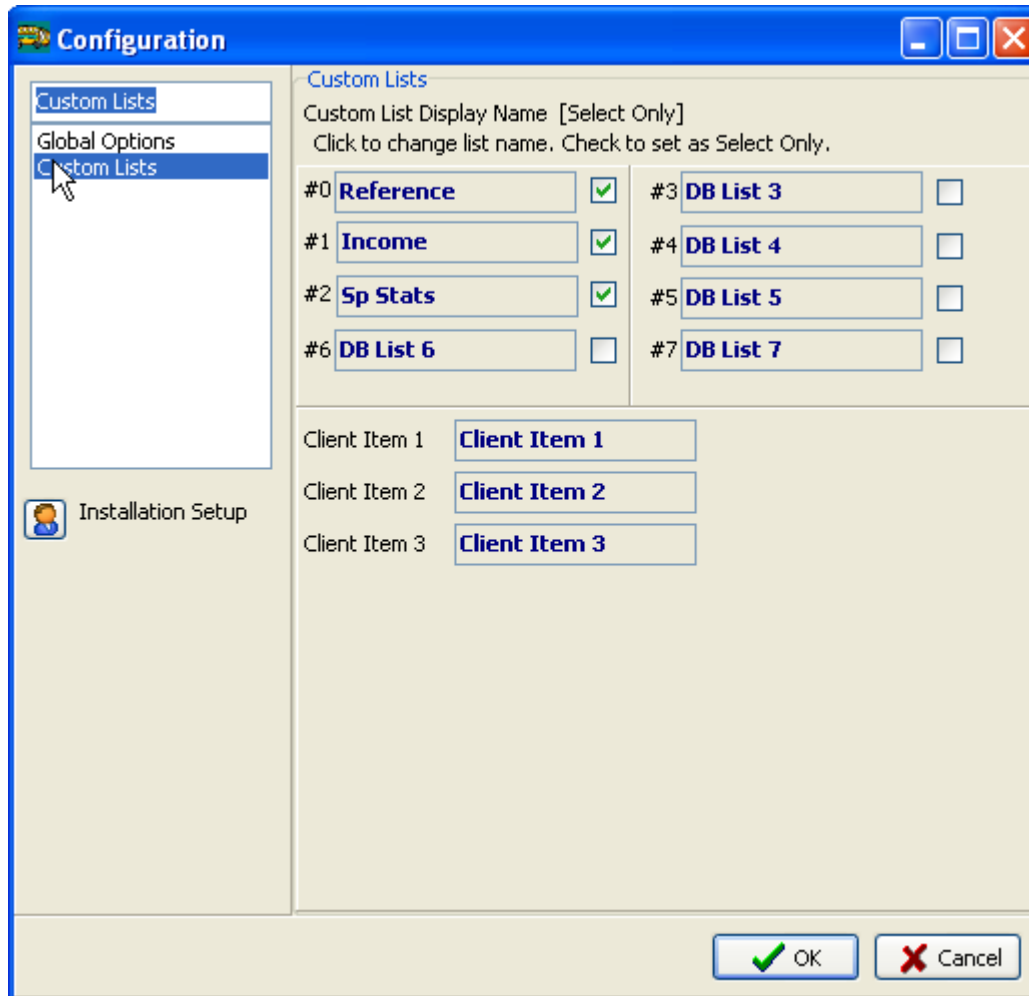 Configuration
Custom Lists
Global Options
Custom Lists
Installation Setup
Custom Lists
Custom List Display Name [Select Only]
Click to change list name. Check to set as Select Only.
#0 Reference
#1 Income
#2 Sp Stats
#6 DB List 6
#3 DB List 3
#4 DB List 4
#5 DB List 5
#7 DB List 7
Client Item 1 Client Item 1
Client Item 2 Client Item 2
Client Item 3 Client Item 3
OK Cancel